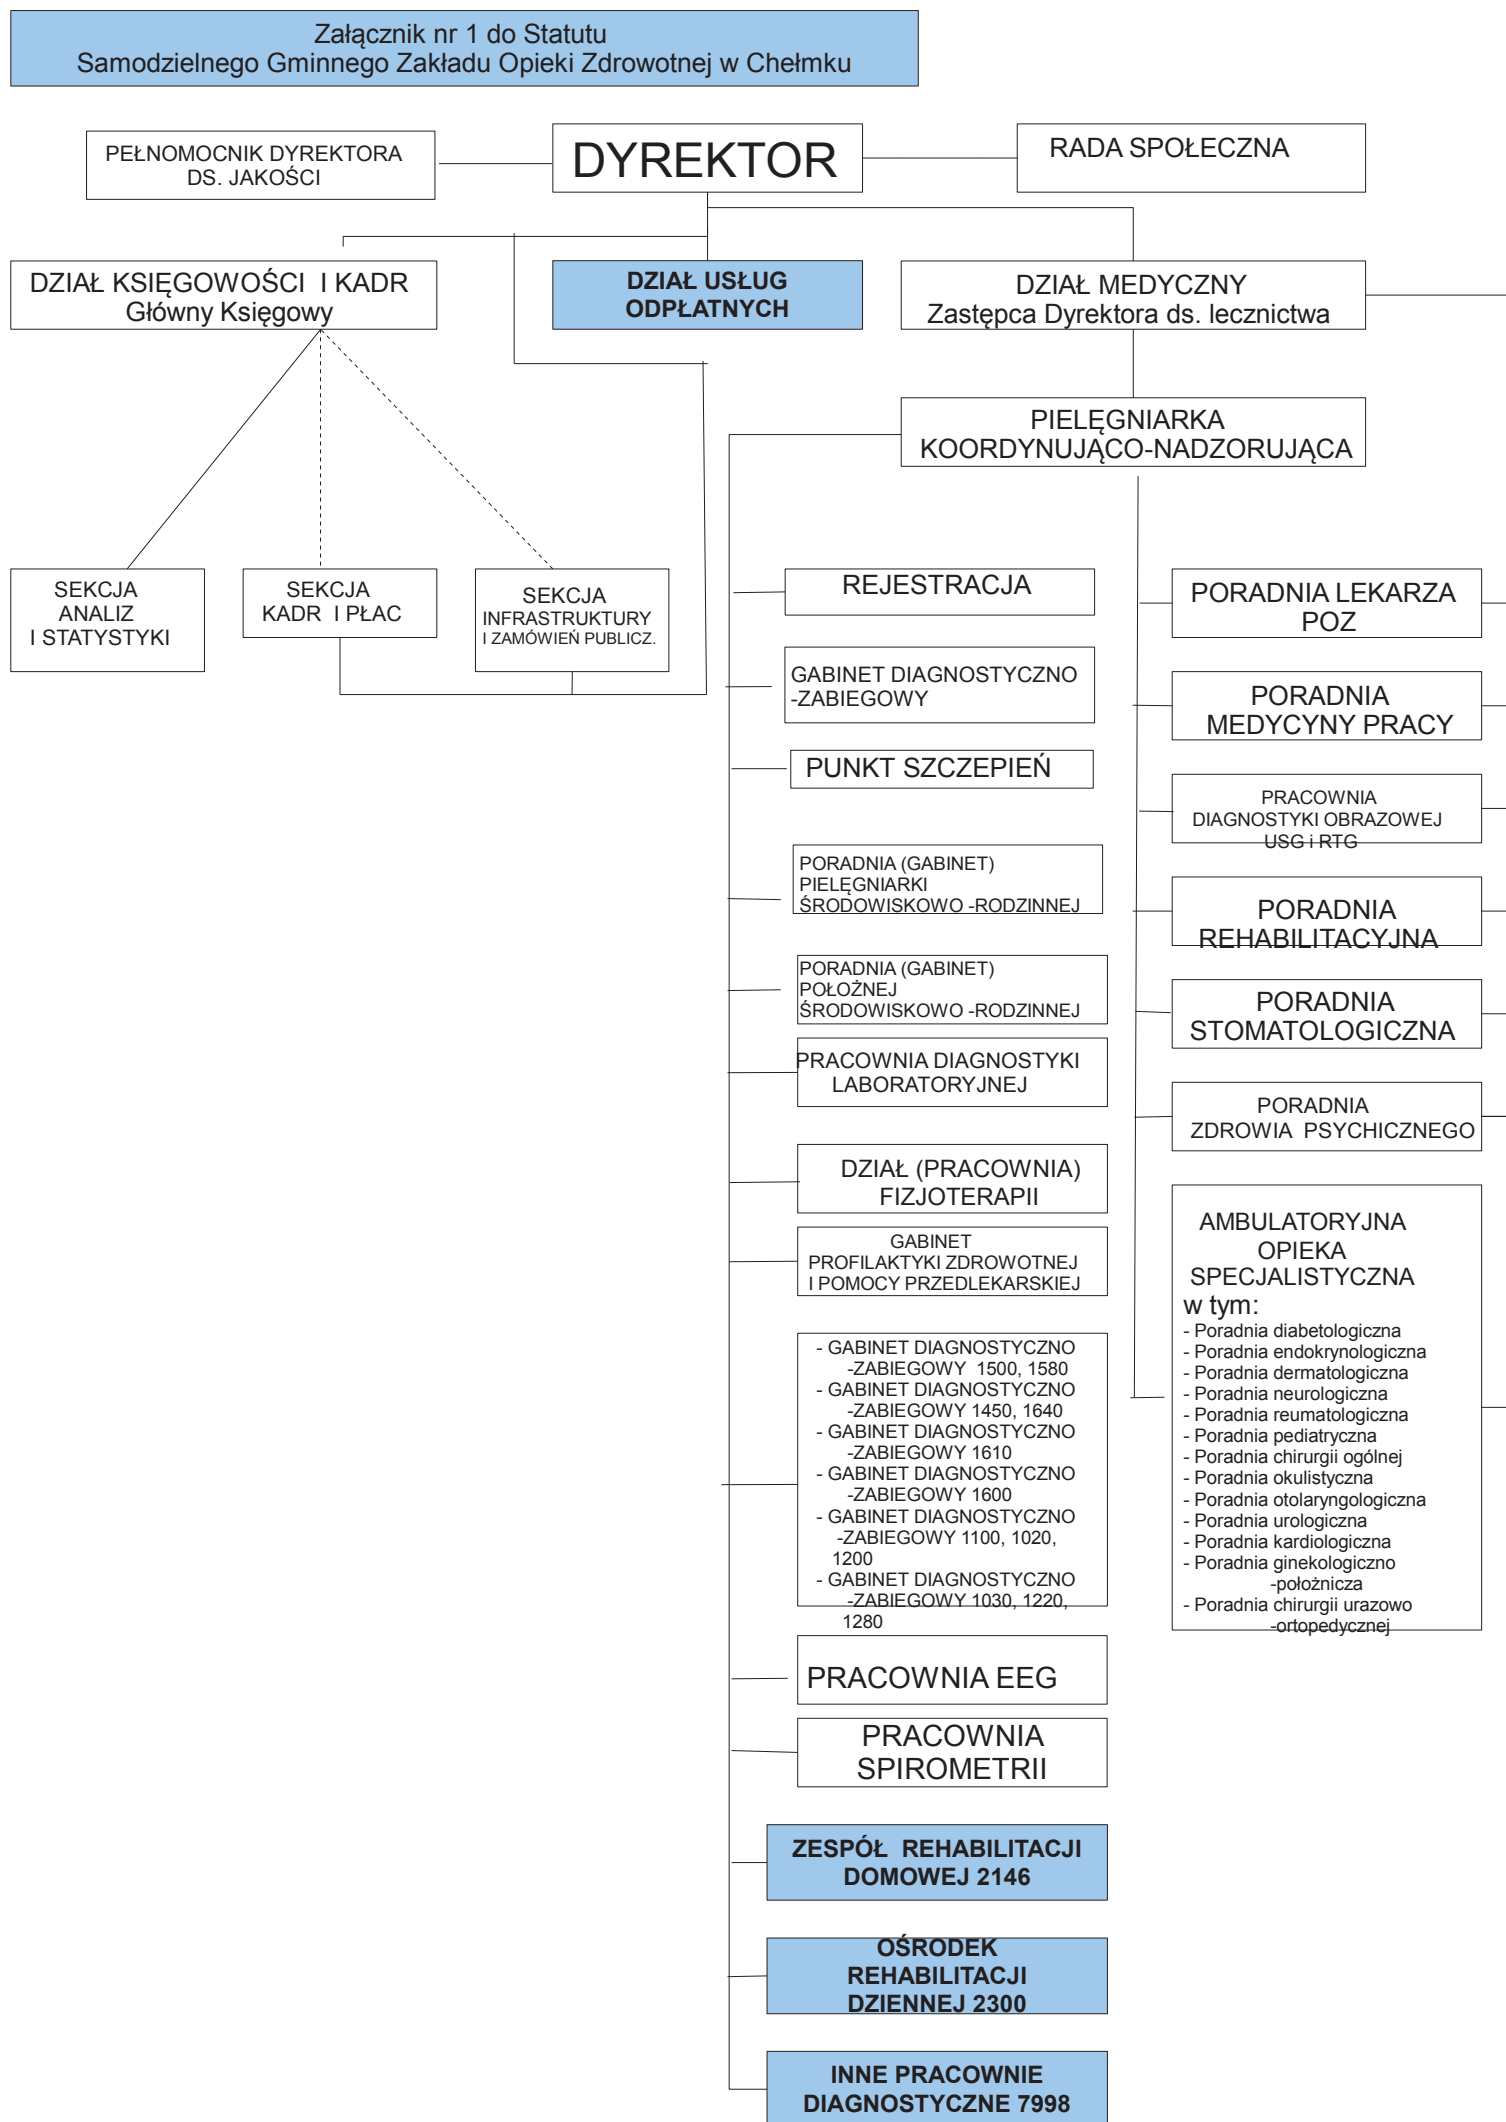 Załącznik nr 1 do Statutu
Samodzielnego Gminnego Zakładu Opieki Zdrowotnej w Chełmku
PEŁNOMOCNIK DYREKTORA
DS. JAKOŚCI
DYREKTOR
RADA SPOŁECZNA
DZIAŁ KSIĘGOWOŚCI I KADR
Główny Księgowy
DZIAŁ USŁUG
ODPŁATNYCH
DZIAŁ MEDYCZNY
Zastępca Dyrektora ds. lecznictwa
PIELĘGNIARKA
KOORDYNUJĄCO-NADZORUJĄCA
SEKCJA
ANALIZ
I STATYSTYKI
SEKCJA
KADR I PŁAC
SEKCJA
INFRASTRUKTURY
I ZAMÓWIEŃ PUBLICZ.
REJESTRACJA
GABINET DIAGNOSTYCZNO
-ZABIEGOWY
PUNKT SZCZEPIEŃ
PORADNIA (GABINET)
PIELĘGNIARKI
ŚRODOWISKOWO -RODZINNEJ
PORADNIA (GABINET)
POŁOŻNEJ
ŚRODOWISKOWO -RODZINNEJ
PRACOWNIA DIAGNOSTYKI
LABORATORYJNEJ
DZIAŁ (PRACOWNIA)
FIZJOTERAPII
GABINET
PROFILAKTYKI ZDROWOTNEJ
I POMOCY PRZEDLEKARSKIEJ
- GABINET DIAGNOSTYCZNO
-ZABIEGOWY 1500, 1580
- GABINET DIAGNOSTYCZNO
-ZABIEGOWY 1450, 1640
- GABINET DIAGNOSTYCZNO
-ZABIEGOWY 1610
- GABINET DIAGNOSTYCZNO
-ZABIEGOWY 1600
- GABINET DIAGNOSTYCZNO
-ZABIEGOWY 1100, 1020,
1200
- GABINET DIAGNOSTYCZNO
-ZABIEGOWY 1030, 1220,
1280
PRACOWNIA EEG
PRACOWNIA
SPIROMETRII
ZESPÓŁ REHABILITACJI
DOMOWEJ 2146
OŚRODEK
REHABILITACJI
DZIENNEJ 2300
INNE PRACOWNIE
DIAGNOSTYCZNE 7998
PORADNIA LEKARZA
POZ
PORADNIA
MEDYCYNY PRACY
PRACOWNIA
DIAGNOSTYKI OBRAZOWEJ
USG i RTG
PORADNIA
REHABILITACYJNA
PORADNIA
STOMATOLOGICZNA
PORADNIA
ZDROWIA PSYCHICZNEGO
AMBULATORYJNA
OPIEKA
SPECJALISTYCZNA
w tym:
- Poradnia diabetologiczna
- Poradnia endokrynologiczna
- Poradnia dermatologiczna
- Poradnia neurologiczna
- Poradnia reumatologiczna
- Poradnia pediatryczna
- Poradnia chirurgii ogólnej
- Poradnia okulistyczna
- Poradnia otolaryngologiczna
- Poradnia urologiczna
- Poradnia kardiologiczna
- Poradnia ginekologiczno
-położnicza
- Poradnia chirurgii urazowo
-ortopedycznej